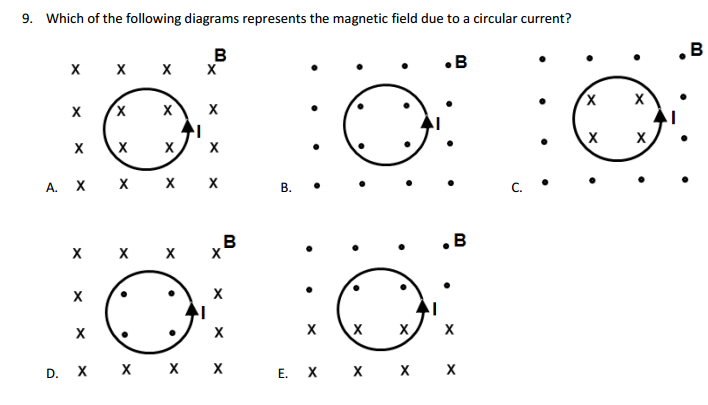 9. Which of the following diagrams represents the magnetic field due to a circular current?
B B B
X X X X
X X X X X X
I I I
X X X X X X
A. X X X X B. C.
B B
X X X X
X X
I I
X X X X X X
D. X X X X E. X X X X